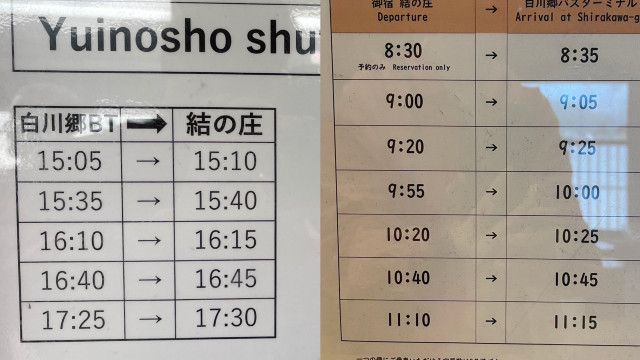 Yuinosho shu
白川郷BT → 結の庄
15:05 → 15:10
15:35 → 15:40
16:10 → 16:15
16:40 → 16:45
17:25 → 17:30
御宿 結の庄 → 白川郷バスターミナル
Departure Arrival at Shirakawa-g
8:30 → 8:35
予約のみ Reservation only
9:00 → 9:05
9:20 → 9:25
9:55 → 10:00
10:20 → 10:25
10:40 → 10:45
11:10 → 11:15